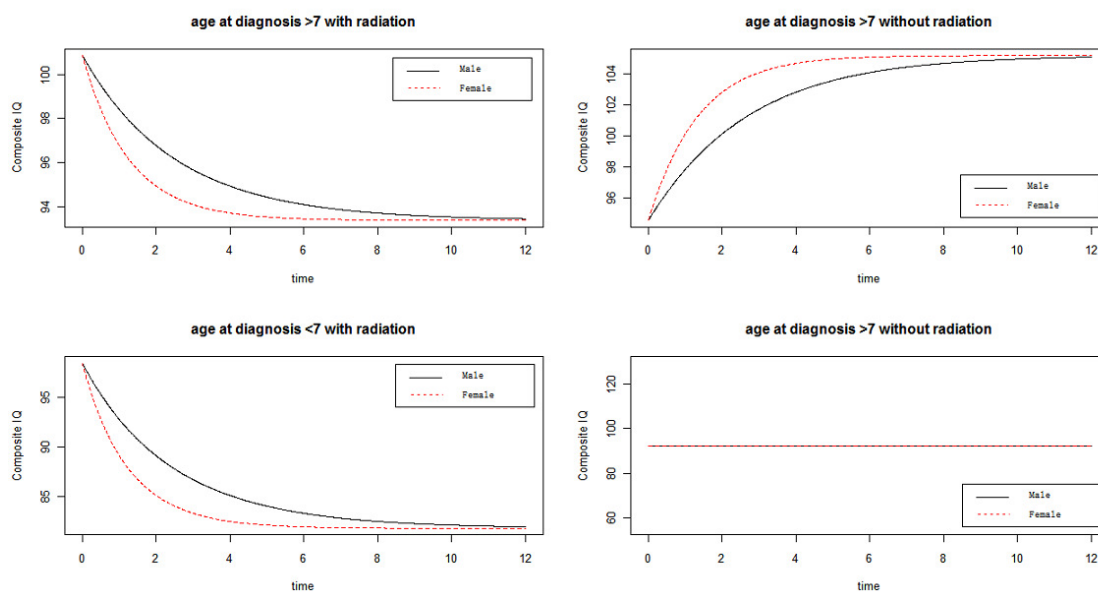 age at diagnosis >7 with radiation
Composite IQ
100
98
96
94
93
Male
Female
0 2 4 6 8 10 12
time
age at diagnosis >7 without radiation
Composite IQ
104
102
100
98
96
Male
Female
0 2 4 6 8 10 12
time
age at diagnosis <7 with radiation
Composite IQ
95
90
85
Male
Female
0 2 4 6 8 10 12
time
age at diagnosis >7 without radiation
Composite IQ
120
100
80
60
Male
Female
0 2 4 6 8 10 12
time